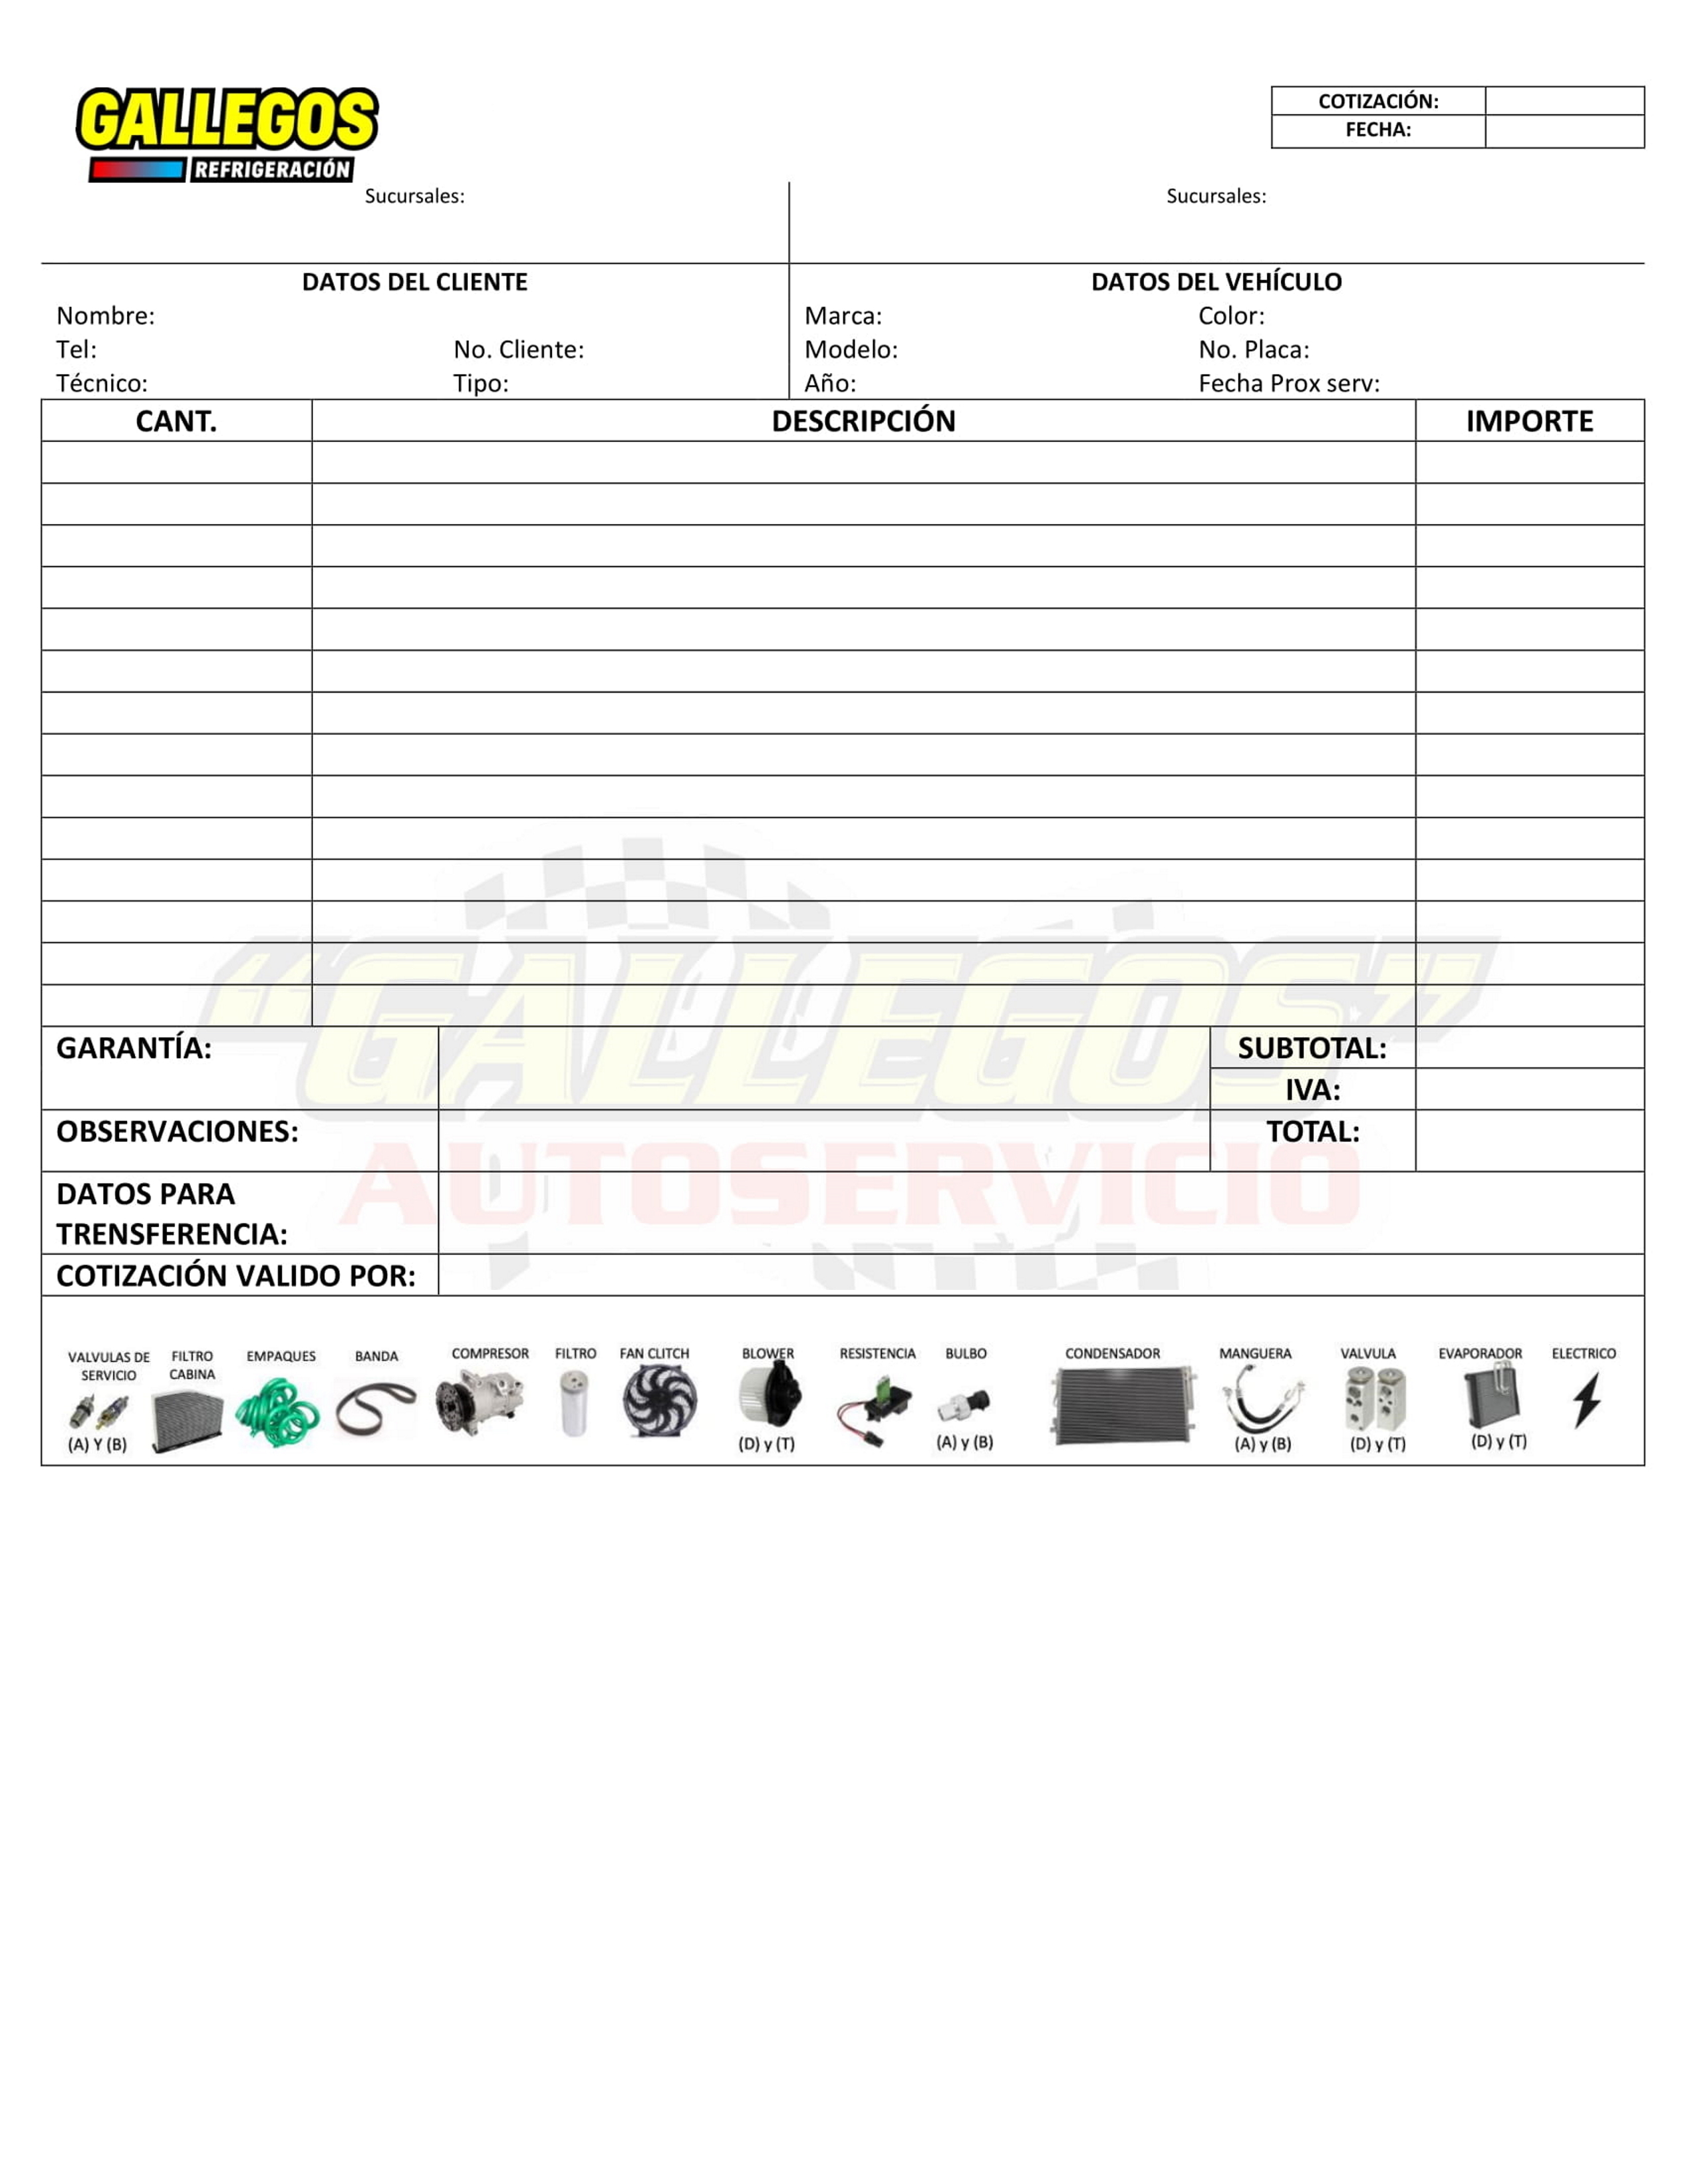 GALLEGOS
REFRIGERACIÓN
COTIZACIÓN:
FECHA:
Sucursales:
Sucursales:
DATOS DEL CLIENTE
DATOS DEL VEHÍCULO
Nombre:
Marca: Color:
Tel: No. Cliente:
Modelo: No. Placa:
Técnico: Tipo:
Año: Fecha Prox serv:
CANT. DESCRIPCIÓN IMPORTE
“GALLEGOS”
AUTOSERVICIO
GARANTÍA: SUBTOTAL:
IVA:
OBSERVACIONES: TOTAL:
DATOS PARA
TRENSFERENCIA:
COTIZACIÓN VALIDO POR:
VALVULAS DE
SERVICIO
(A) Y (B)
FILTRO
CABINA
EMPAQUES
BANDA
COMPRESOR
FILTRO
FAN CLITCH
BLOWER
(D) y (T)
RESISTENCIA
BULBO
(A) y (B)
CONDENSADOR
MANGUERA
(A) y (B)
VALVULA
(D) y (T)
EVAPORADOR
(D) y (T)
ELECTRICO